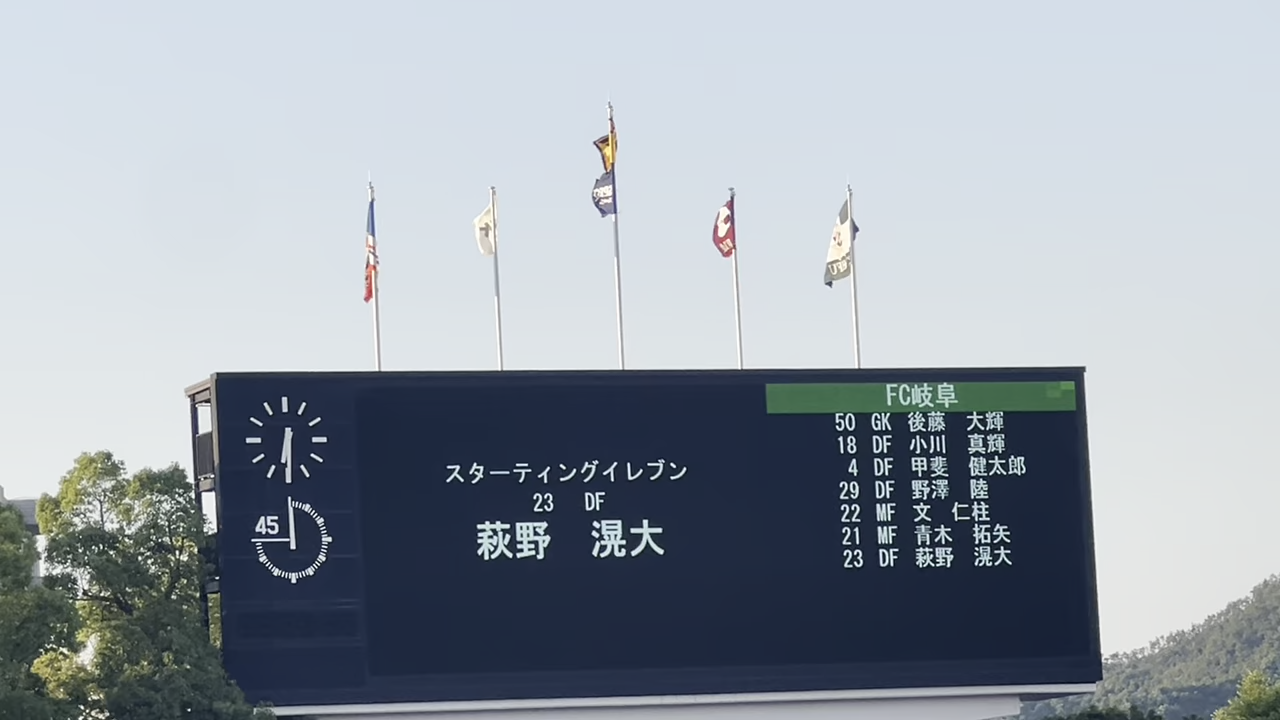 FC岐阜
50 GK 後藤 大輝
18 DF 小川 真輝
4 DF 甲斐 健太郎
29 DF 野澤 陸
22 MF 文 仁柱
21 MF 青木 拓矢
23 DF 萩野 滉大
スターティングイレブン
23 DF
萩野 滉大
45